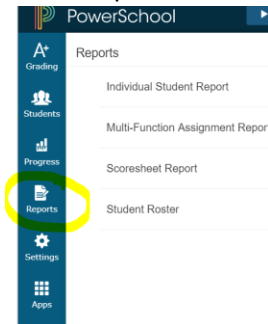 PowerSchool
A+
Grading
Reports
Individual Student Report
Students
Multi-Function Assignment Repor
Progress
Scoresheet Report
Reports
Student Roster
Settings
Apps